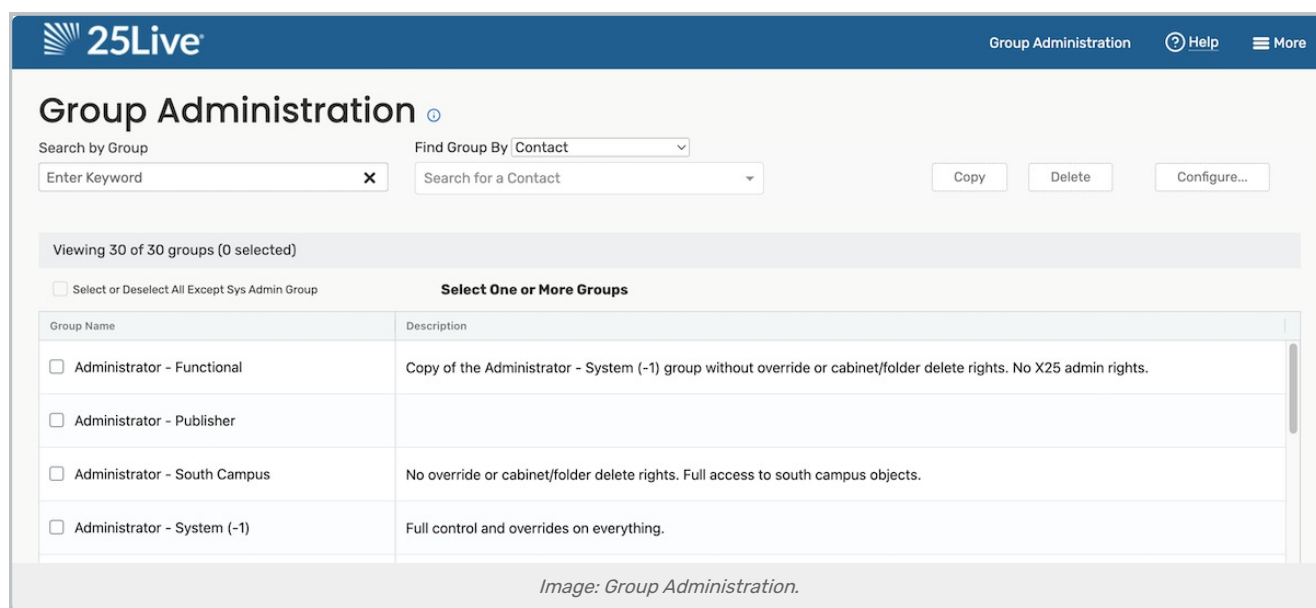 25Live
Group Administration
Help
More
Group Administration
Search by Group
Find Group By Contact
Enter Keyword
Search for a Contact
Copy
Delete
Configure...
Viewing 30 of 30 groups (0 selected)
Select or Deselect All Except Sys Admin Group
Select One or More Groups
Group Name
Description
Administrator - Functional
Copy of the Administrator - System (-1) group without override or cabinet/folder delete rights. No X25 admin rights.
Administrator - Publisher
Administrator - South Campus
No override or cabinet/folder delete rights. Full access to south campus objects.
Administrator - System (-1)
Full control and overrides on everything.
Image: Group Administration.